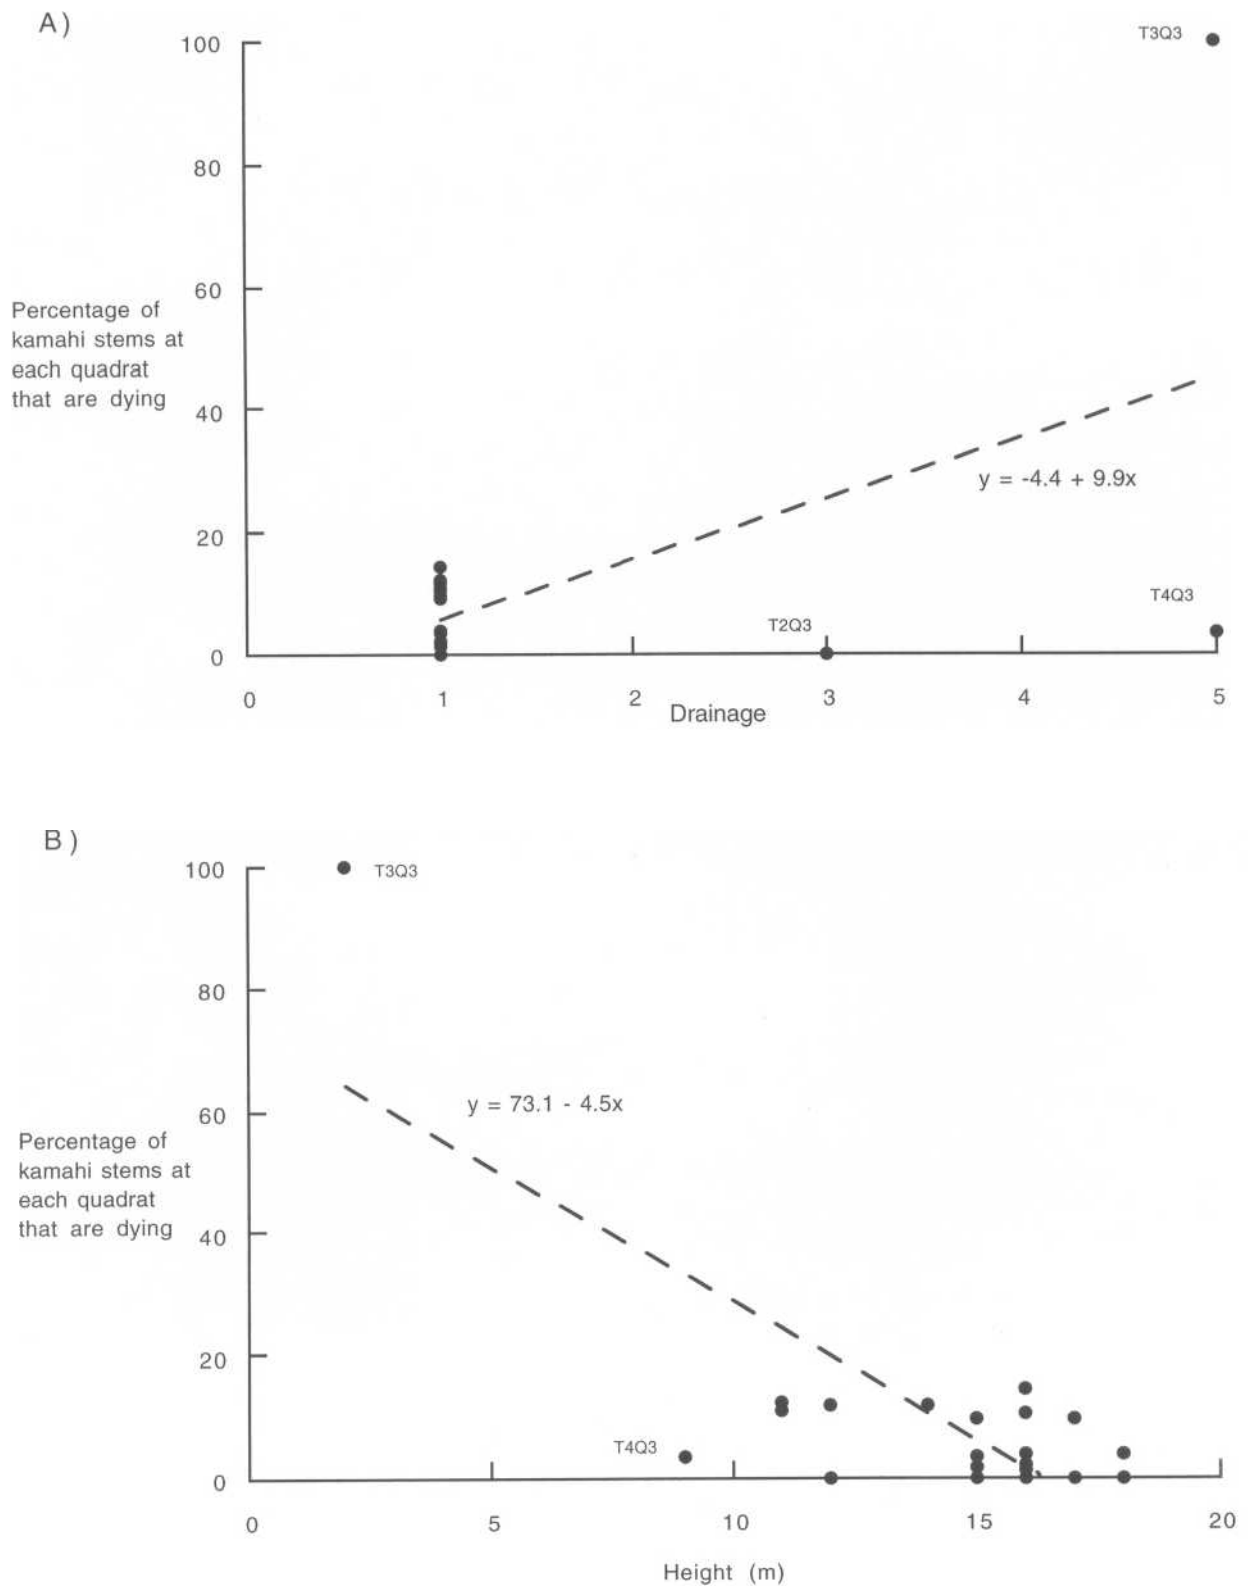 A)
100
T3Q3
80
60
Percentage of
kamahi stems at
each quadrat
that are dying
40
y = -4.4 + 9.9x
20
T4Q3
T2Q3
0
0 1 2 3 4 5
Drainage
B)
100
T3Q3
80
60
y = 73.1 - 4.5x
Percentage of
kamahi stems at
each quadrat
that are dying
40
20
T4Q3
0
0 5 10 15 20
Height (m)